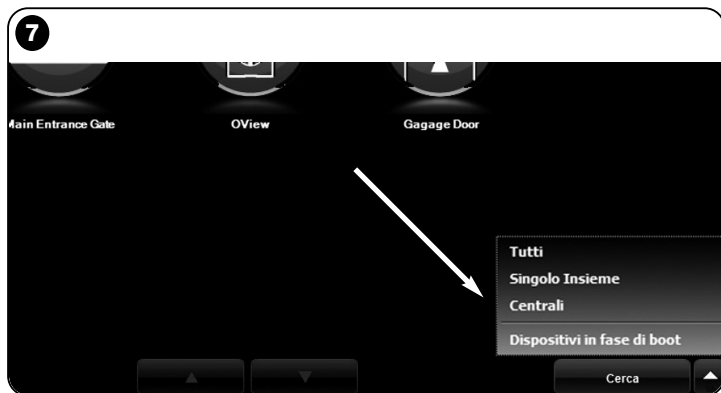 7
Main Entrance Gate
OView
Gagage Door
Tutti
Singolo Insieme
Centrali
Dispositivi in fase di boot
Cerca